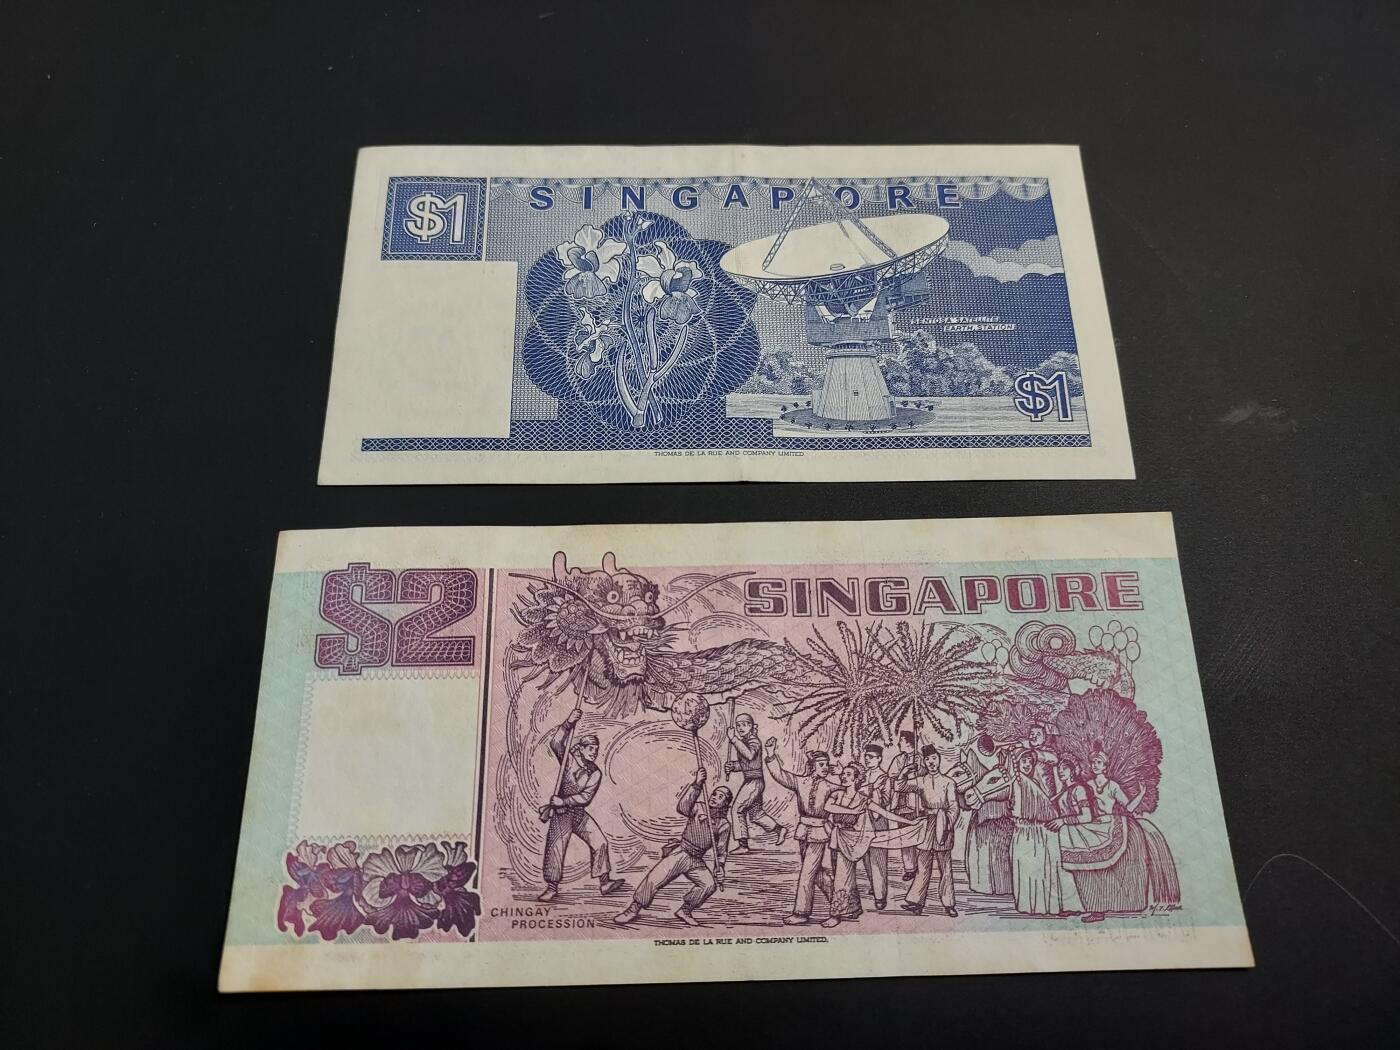 $1
SINGAPORE
SENTOSA SATELLITE
EARTH STATION
$1
THOMAS DE LA RUE AND COMPANY LIMITED
$2
SINGAPORE
CHINGAY
PROCESSION
THOMAS DE LA RUE AND COMPANY LIMITED.